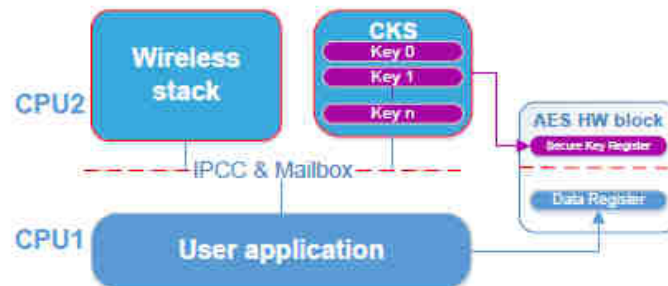 CKS
Key 0
Wireless
stack
Key 1
CPU2
Key n
AES HW block
Secure Key Register
IPCC & Mailbox
Data Register
CPU1
User application